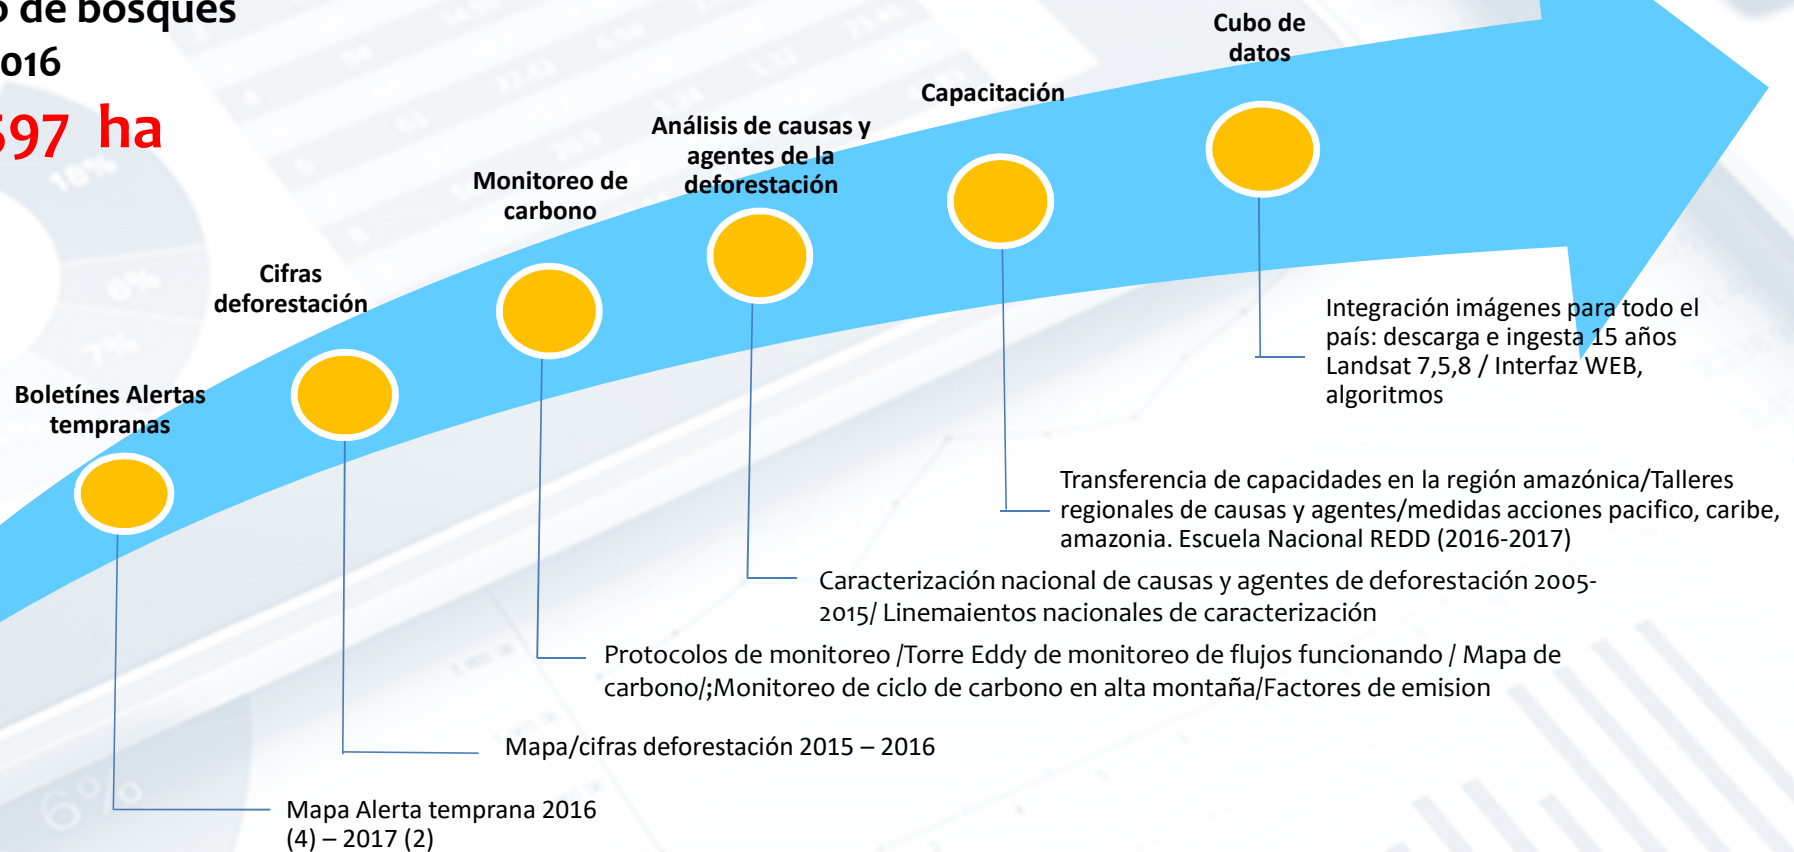 de bosques
2016
597 ha
Cubo de
datos
Capacitación
Análisis de causas y
agentes de la
deforestación
Monitoreo de
carbono
Cifras
deforestación
Boletínes Alertas
tempranas
Integración imágenes para todo el
país: descarga e ingesta 15 años
Landsat 7,5,8 / Interfaz WEB,
algoritmos
Transferencia de capacidades en la región amazónica/Talleres
regionales de causas y agentes/medidas acciones pacifico, caribe,
amazonia. Escuela Nacional REDD (2016-2017)
Caracterización nacional de causas y agentes de deforestación 2005-
2015/ Linemaientos nacionales de caracterización
Protocolos de monitoreo /Torre Eddy de monitoreo de flujos funcionando / Mapa de
carbono/;Monitoreo de ciclo de carbono en alta montaña/Factores de emision
Mapa/cifras deforestación 2015 – 2016
Mapa Alerta temprana 2016
(4) – 2017 (2)
18%
6%
7%
6%